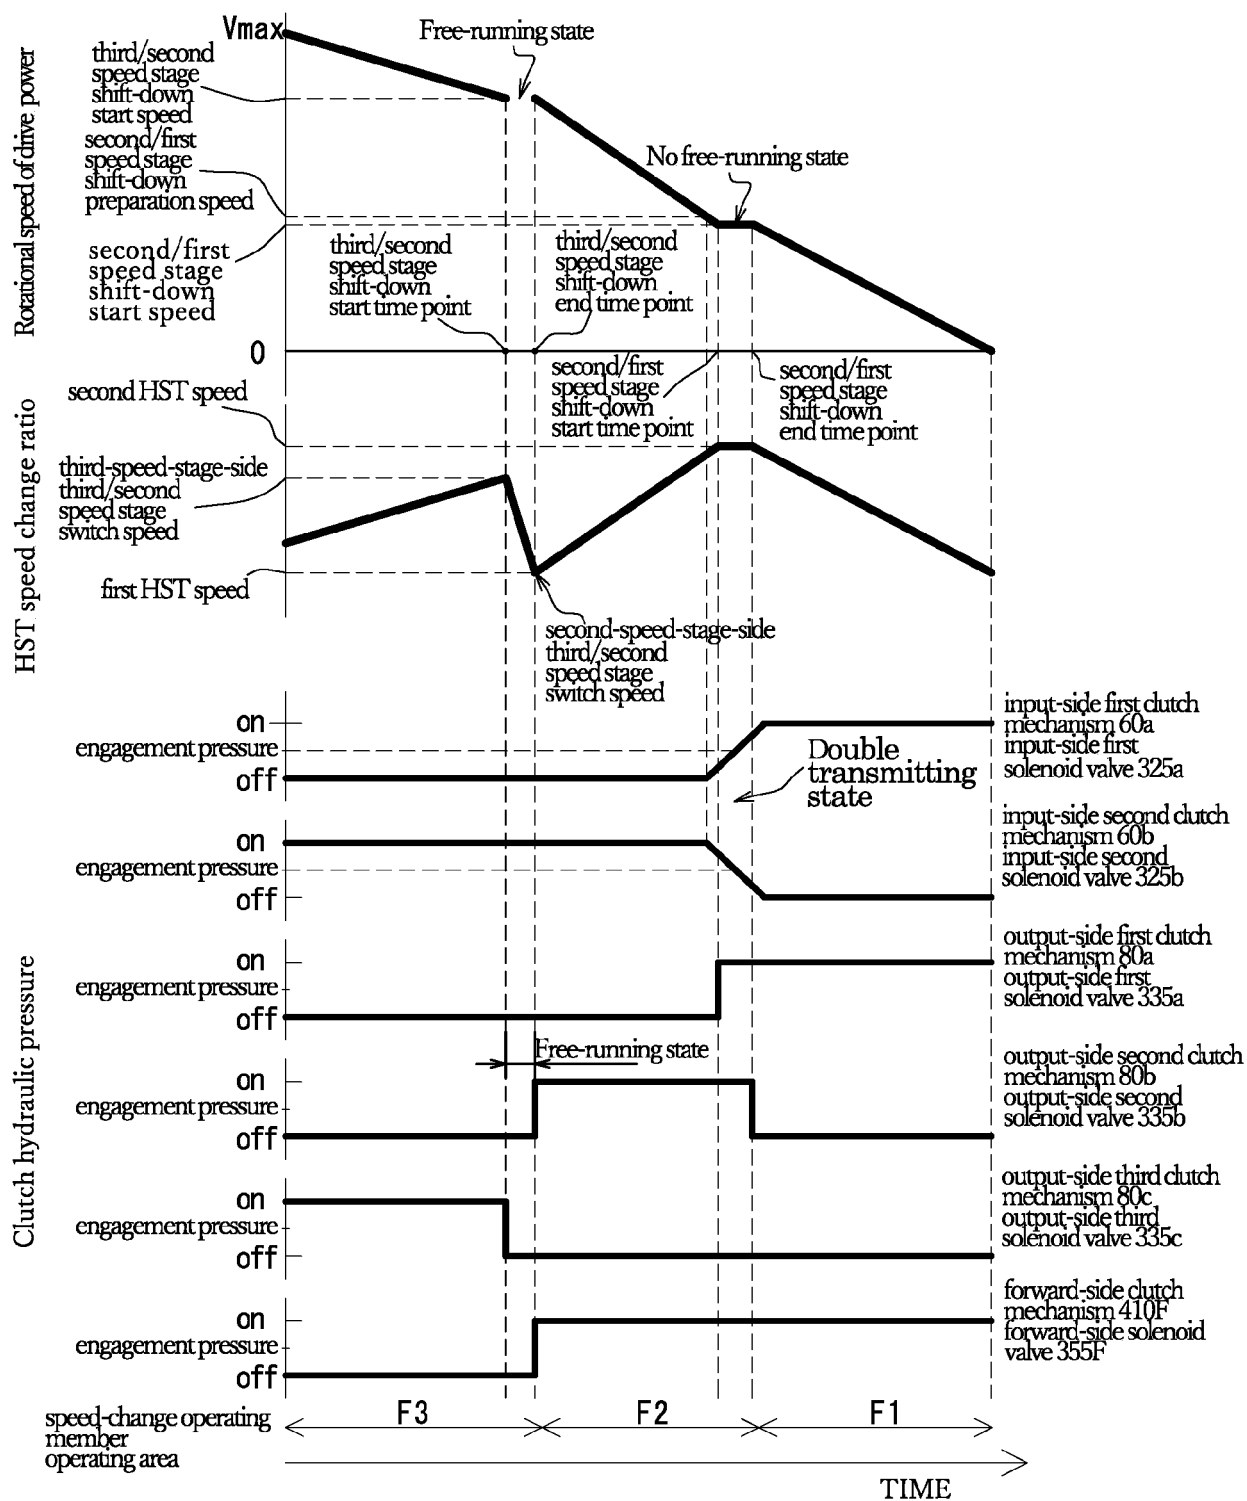 Vmax
Free-running state
third/second
speed stage
shift-down
start speed
second/first
speed stage
shift-down
preparation speed
No free-running state
second/first
speed stage
shift-down
start speed
third/second
speed stage
shift-down
start time point
third/second
speed stage
shift-down
end time point
Rotational speed of drive power
0
second/first
speed stage
shift-down
start time point
second/first
speed stage
shift-down
end time point
second HST speed
third-speed-stage-side
third/second
speed stage
switch speed
first HST speed
HST speed change ratio
second-speed-stage-side
third/second
speed stage
switch speed
on
engagement pressure
off
input-side first clutch
mechanism 60a
input-side first
solenoid valve 325a
Double
transmitting
state
on
engagement pressure
off
input-side second clutch
mechanism 60b
input-side second
solenoid valve 325b
on
engagement pressure
off
output-side first clutch
mechanism 80a
output-side first
solenoid valve 335a
Free-running state
on
engagement pressure
off
output-side second clutch
mechanism 80b
output-side second
solenoid valve 335b
Clutch hydraulic pressure
on
engagement pressure
off
output-side third clutch
mechanism 80c
output-side third
solenoid valve 335c
on
engagement pressure
off
forward-side clutch
mechanism 410F
forward-side solenoid
valve 355F
speed-change operating
member
operating area
F3
F2
F1
TIME